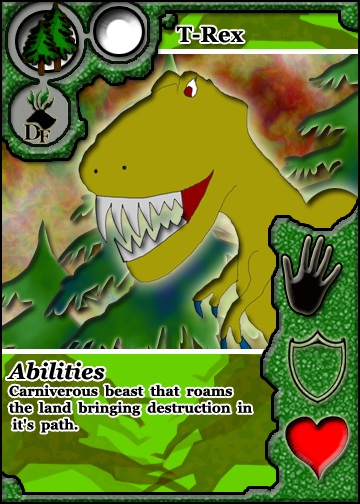 T-Rex
DF
Abilities
Carniverous beast that roams
the land bringing destruction in
it's path.